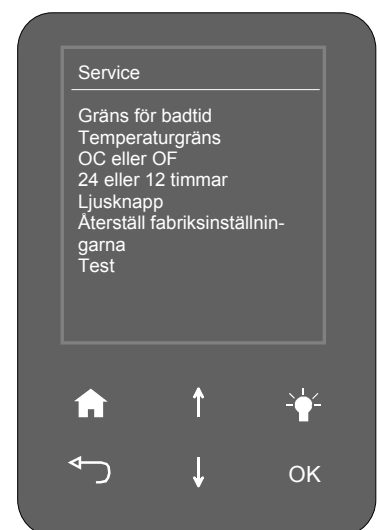 Service
Gräns för badtid
Temperaturgräns
OC eller OF
24 eller 12 timmar
Ljusknapp
Återställ fabriksinställnin-
garna
Test
OK